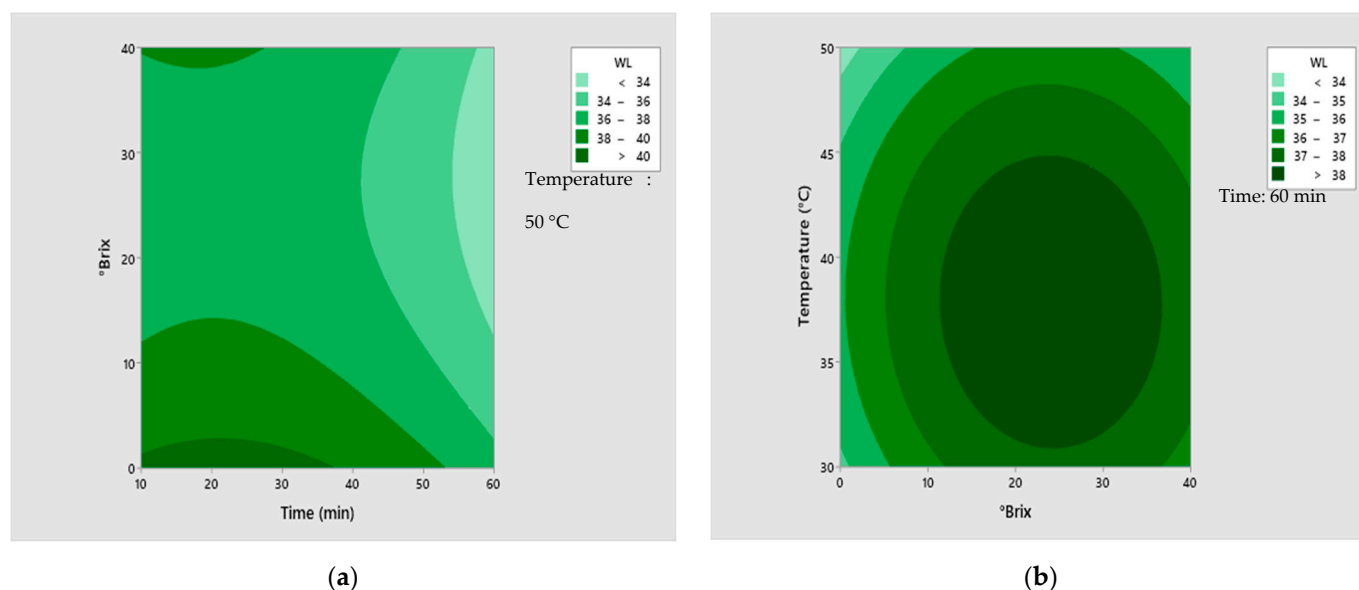 WL
< 34
34 – 36
36 – 38
38 – 40
> 40
Temperature :
50 °C
40
30
20
10
0
°Brix
10 20 30 40 50 60
Time (min)
(a)
WL
< 34
34 – 35
35 – 36
36 – 37
37 – 38
> 38
Time: 60 min
50
45
40
35
30
Temperature (°C)
0 10 20 30 40
°Brix
(b)